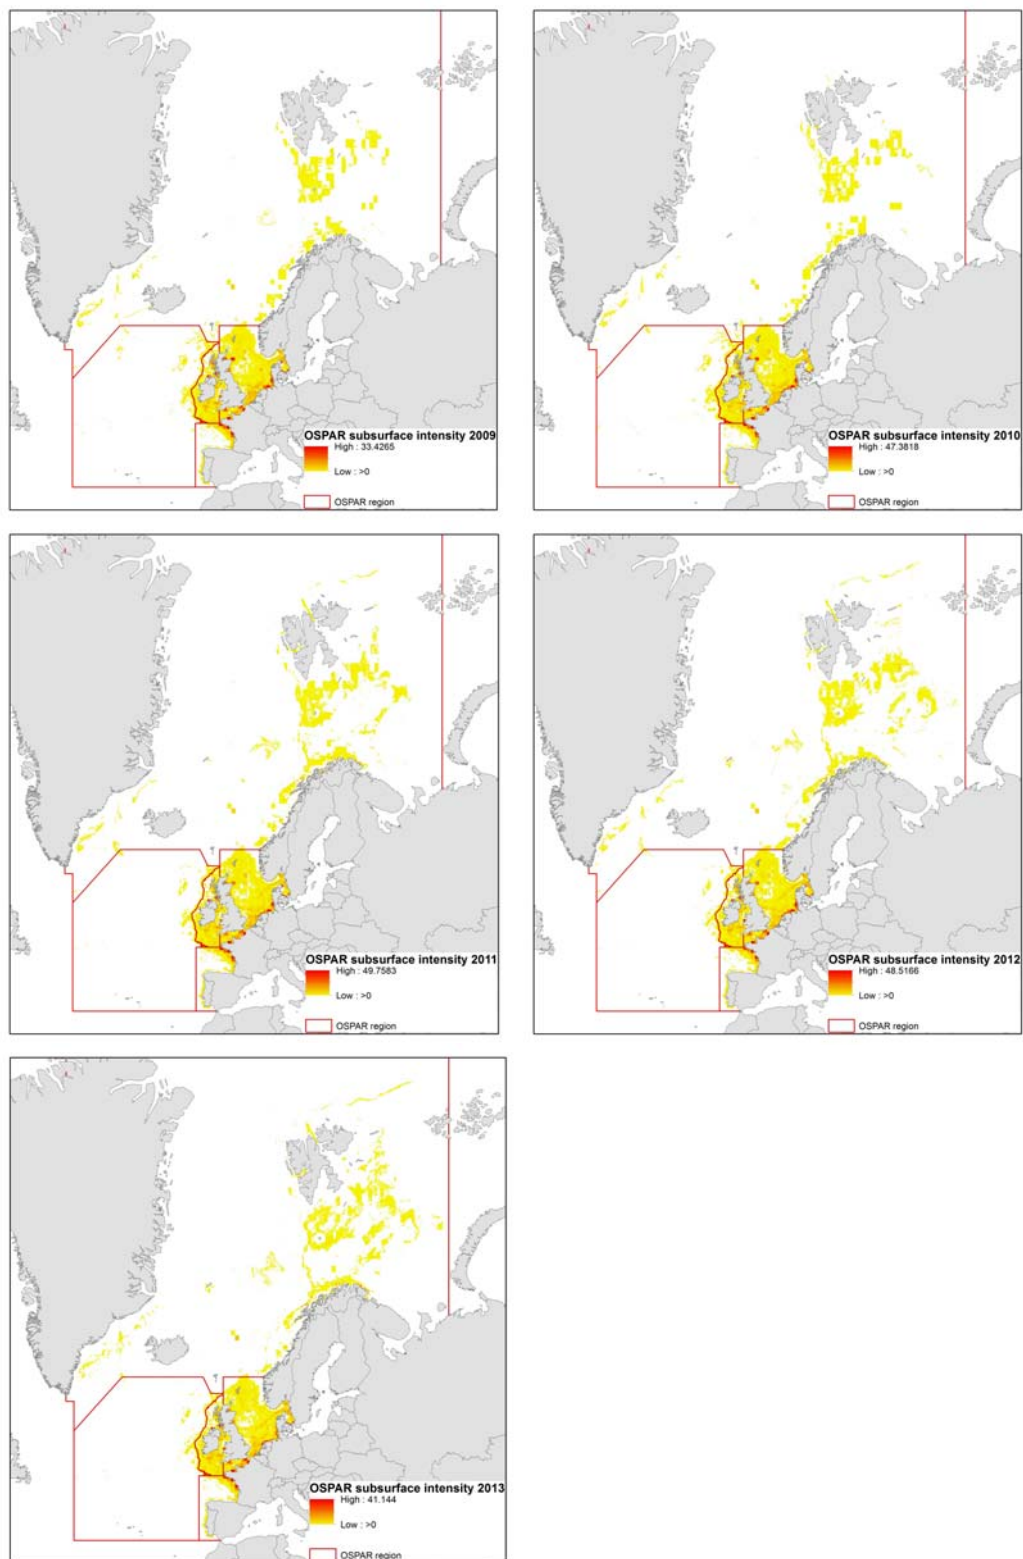 OSPAR subsurface intensity 2009
High : 33.4265
Low : >0
OSPAR region
OSPAR subsurface intensity 2010
High : 47.3818
Low : >0
OSPAR region
OSPAR subsurface intensity 2011
High : 49.7583
Low : >0
OSPAR region
OSPAR subsurface intensity 2012
High : 48.5166
Low : >0
OSPAR region
OSPAR subsurface intensity 2013
High : 41.144
Low : >0
OSPAR region